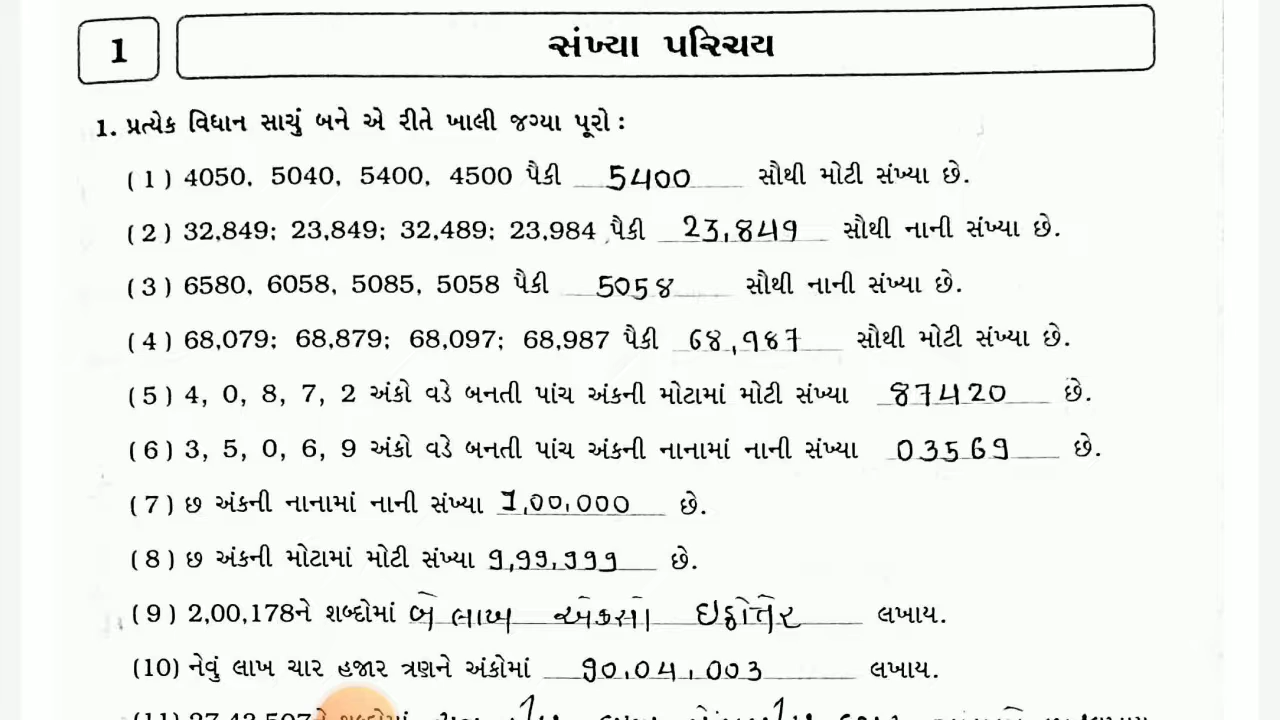 1
સંખ્યા પરિચય
1. પ્રત્યેક વિધાન સાચું બને એ રીતે ખાલી જગ્યા પૂરો :
(1) 4050, 5040, 5400, 4500 પૈકી 5400 સૌથી મોટી સંખ્યા છે.
(2) 32,849; 23,849; 32,489; 23,984 પૈકી 23,849 સૌથી નાની સંખ્યા છે.
(3) 6580, 6058, 5085, 5058 પૈકી 5058 સૌથી નાની સંખ્યા છે.
(4) 68,079; 68,879; 68,097; 68,987 પૈકી 68,987 સૌથી મોટી સંખ્યા છે.
(5) 4, 0, 8, 7, 2 અંકો વડે બનતી પાંચ અંકની મોટામાં મોટી સંખ્યા 87420 છે.
(6) 3, 5, 0, 6, 9 અંકો વડે બનતી પાંચ અંકની નાનામાં નાની સંખ્યા 03569 છે.
(7) છ અંકની નાનામાં નાની સંખ્યા 1,00,000 છે.
(8) છ અંકની મોટામાં મોટી સંખ્યા 9,99,999 છે.
(9) 2,00,178ને શબ્દોમાં બે લાખ એકસો ઇઠ્ઠોતેર લખાય.
(10) નેવું લાખ ચાર હજાર ત્રણને અંકોમાં 90,04,003 લખાય.